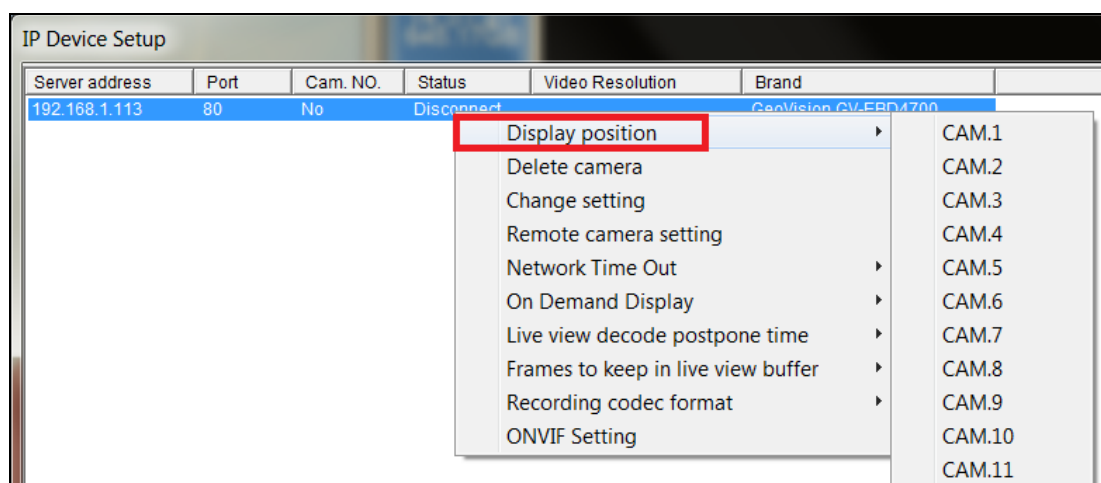 IP Device Setup
Server address Port Cam. NO. Status Video Resolution Brand
192.168.1.113 80 No Disconnect GeoVision GV-EBD4700
Display position CAM.1
Delete camera CAM.2
Change setting CAM.3
Remote camera setting CAM.4
Network Time Out CAM.5
On Demand Display CAM.6
Live view decode postpone time CAM.7
Frames to keep in live view buffer CAM.8
Recording codec format CAM.9
ONVIF Setting CAM.10
CAM.11